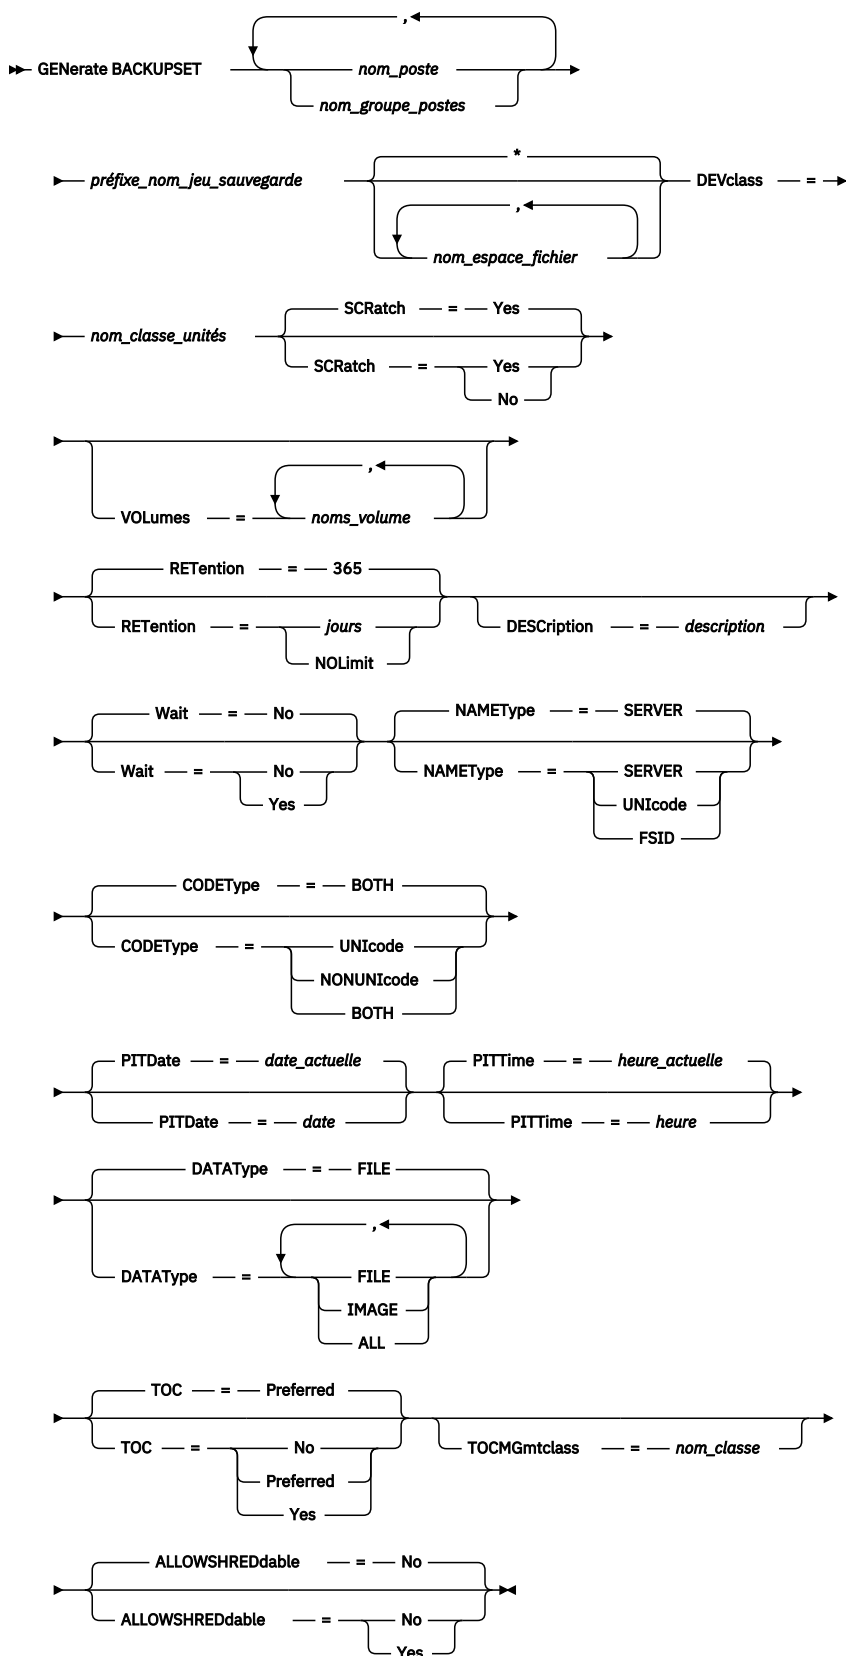 ,
GENerate BACKUPSET nom_poste
nom_groupe_postes
*
préfixe_nom_jeu_sauvegarde DEVclass =
,
nom_espace_fichier
SCRatch = Yes
nom_classe_unités
SCRatch = Yes
No
,
VOLumes = noms_volume
RETention = 365
RETention = jours DESCription = description
NOLimit
Wait = No NAMEType = SERVER
Wait = No NAMEType = SERVER
Yes UNIcode
FSID
CODEType = BOTH
CODEType = UNIcode
NONUNIcode
BOTH
PITDate = date_actuelle PITTime = heure_actuelle
PITDate = date PITTime = heure
DATAType = FILE
,
DATAType = FILE
IMAGE
ALL
TOC = Preferred
TOC = No TOCMGmtclass = nom_classe
Preferred
Yes
ALLOWSHREDdable = No
ALLOWSHREDdable = No
Yes